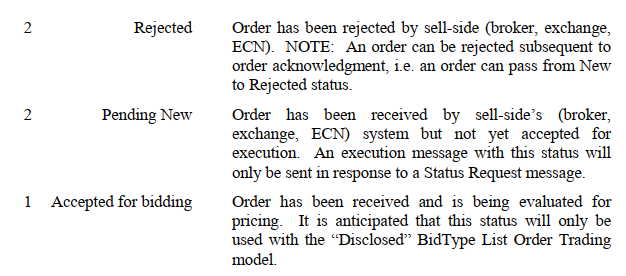 2 Rejected Order has been rejected by sell-side (broker, exchange,
ECN). NOTE: An order can be rejected subsequent to
order acknowledgment, i.e. an order can pass from New
to Rejected status.
2 Pending New Order has been received by sell-side's (broker,
exchange, ECN) system but not yet accepted for
execution. An execution message with this status will
only be sent in response to a Status Request message.
1 Accepted for bidding Order has been received and is being evaluated for
pricing. It is anticipated that this status will only be
used with the “Disclosed” BidType List Order Trading
model.